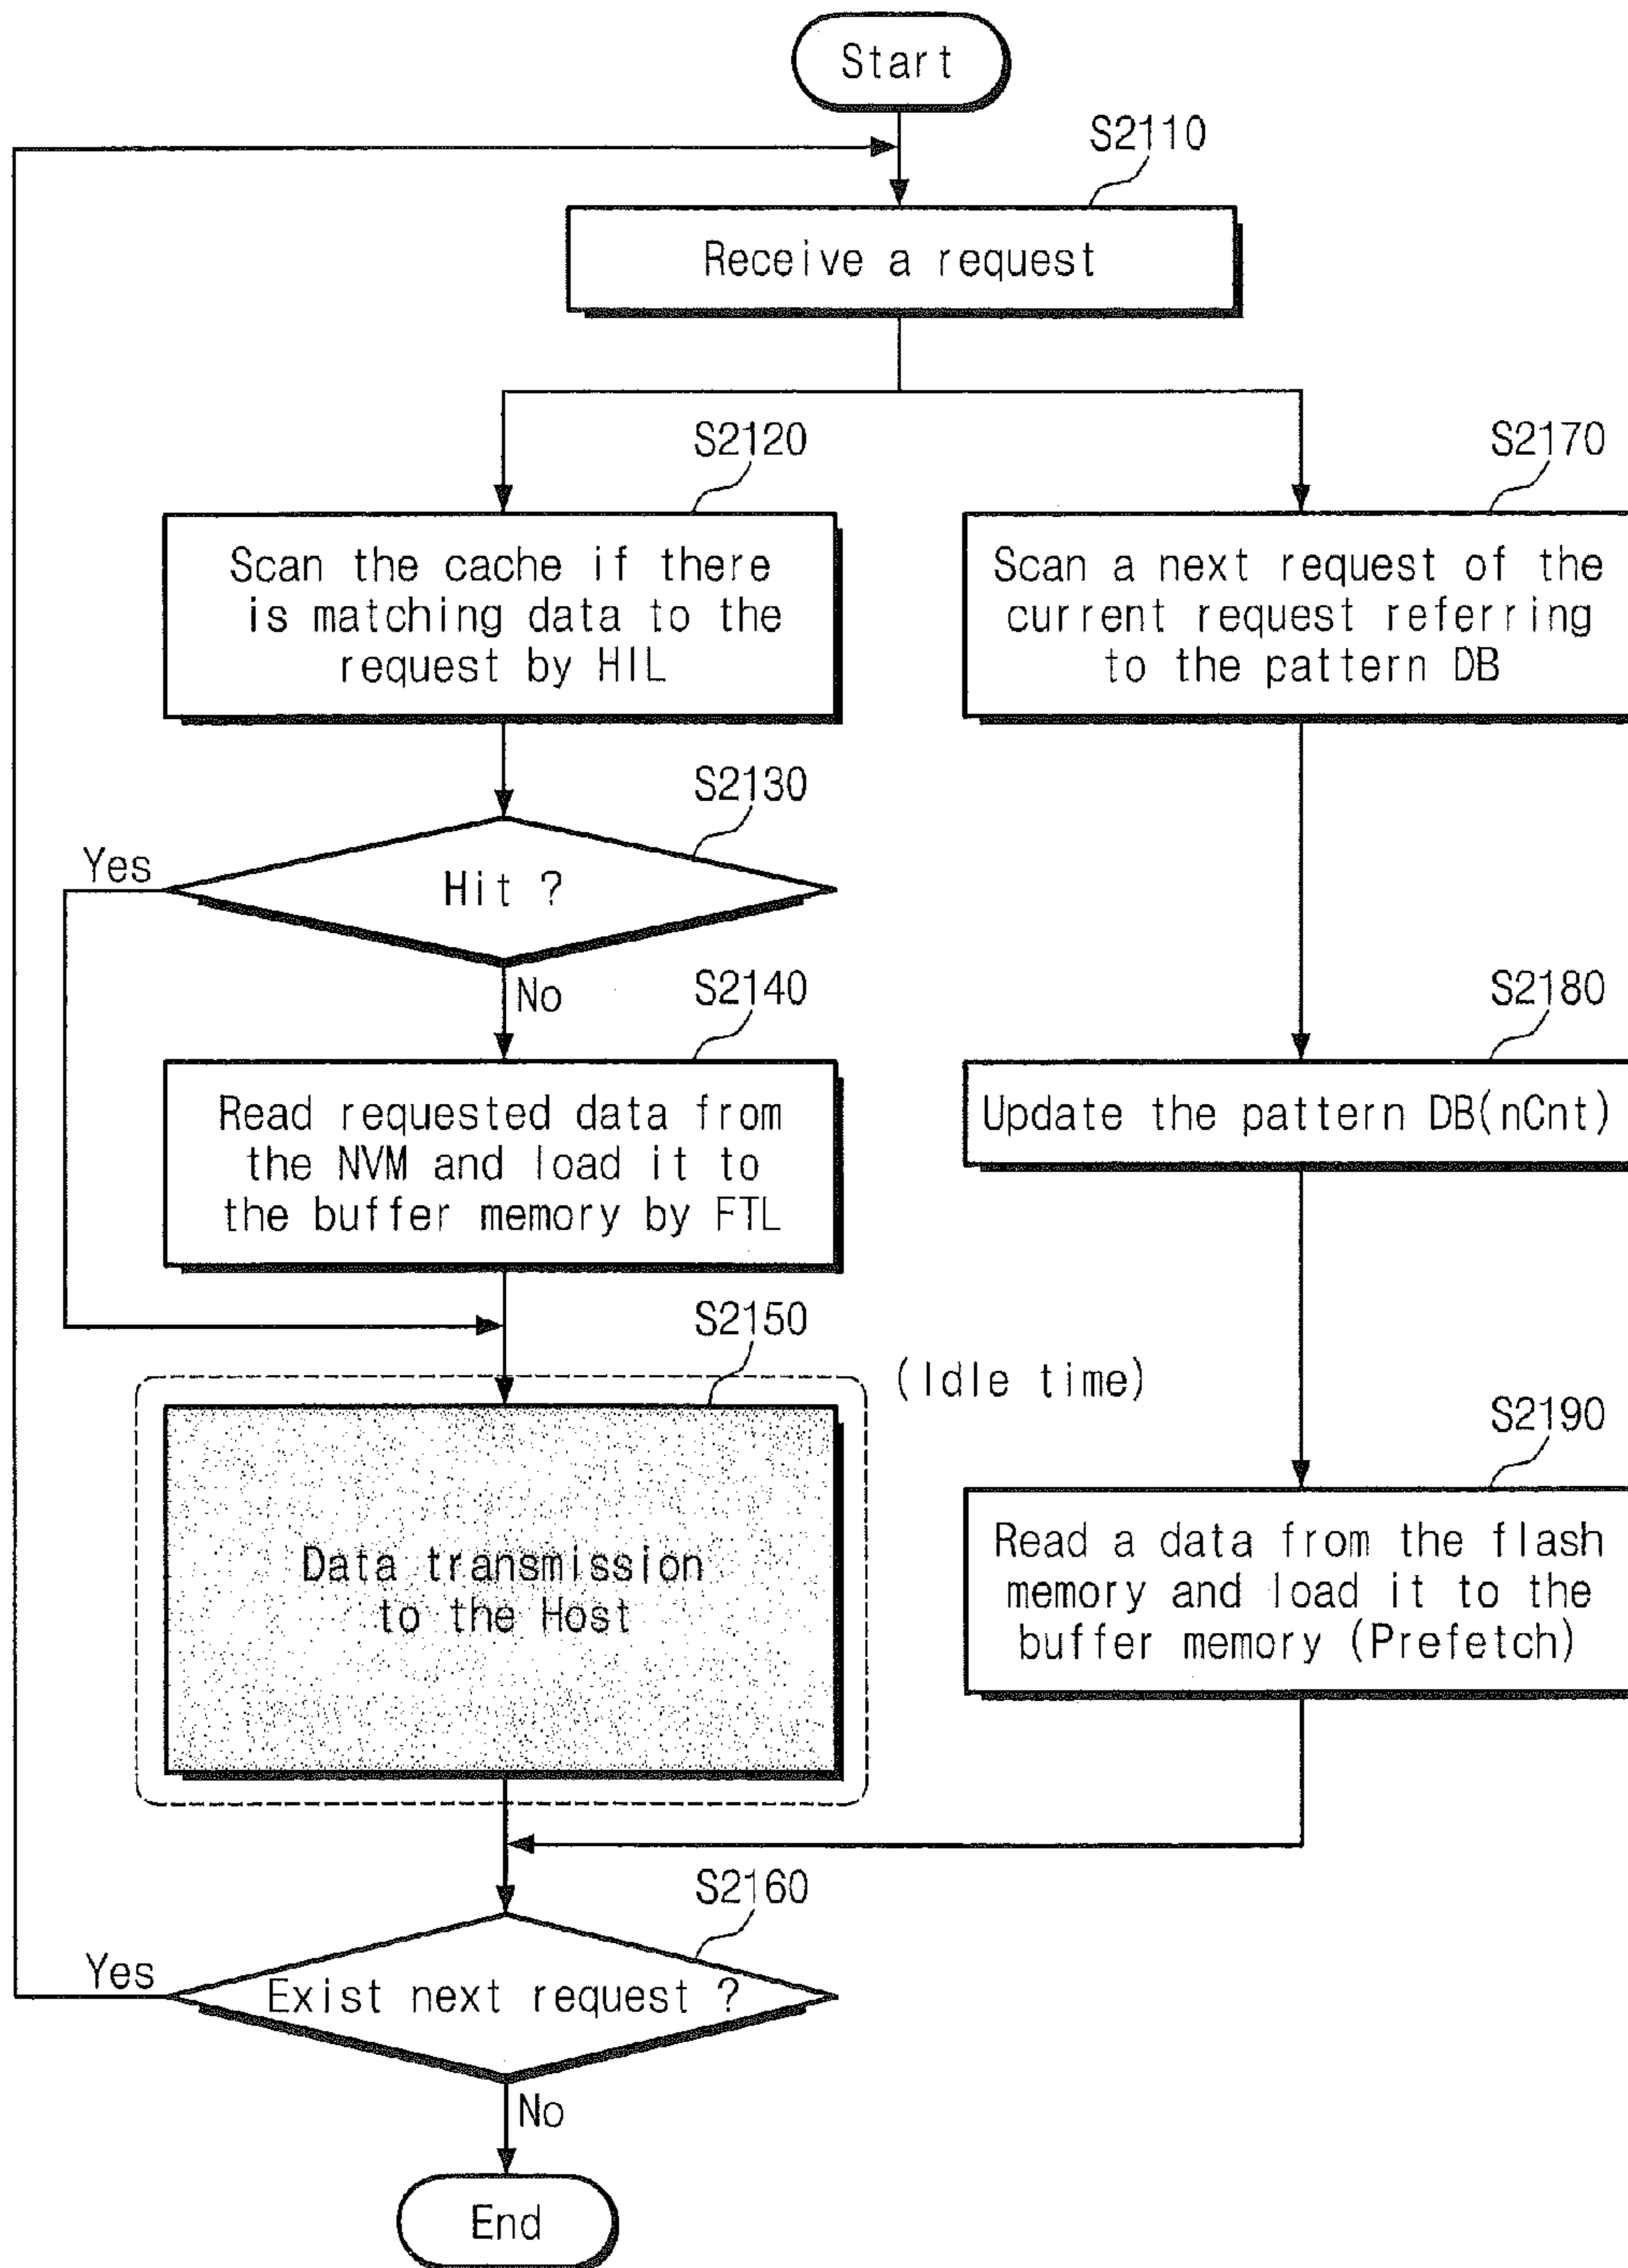 Start
S2110
Receive a request
S2120
Scan the cache if there
is matching data to the
request by HIL
S2130
Yes
Hit ?
No
S2140
Read requested data from
the NVM and load it to
the buffer memory by FTL
S2150
(Idle time)
Data transmission
to the Host
S2170
Scan a next request of the
current request referring
to the pattern DB
S2180
Update the pattern DB(nCnt)
S2190
Read a data from the flash
memory and load it to the
buffer memory (Prefetch)
S2160
Yes
Exist next request ?
No
End